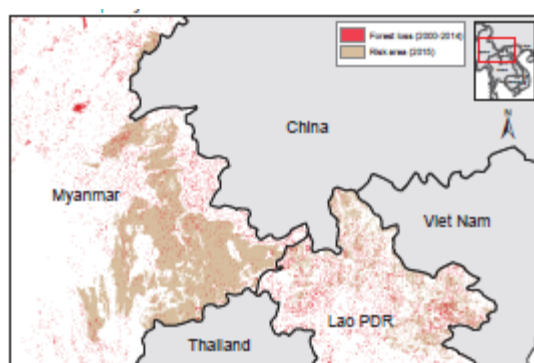 Forest loss (2000-2014)
Risk area (2015)
China
N
Myanmar
Viet Nam
Lao PDR
Thailand